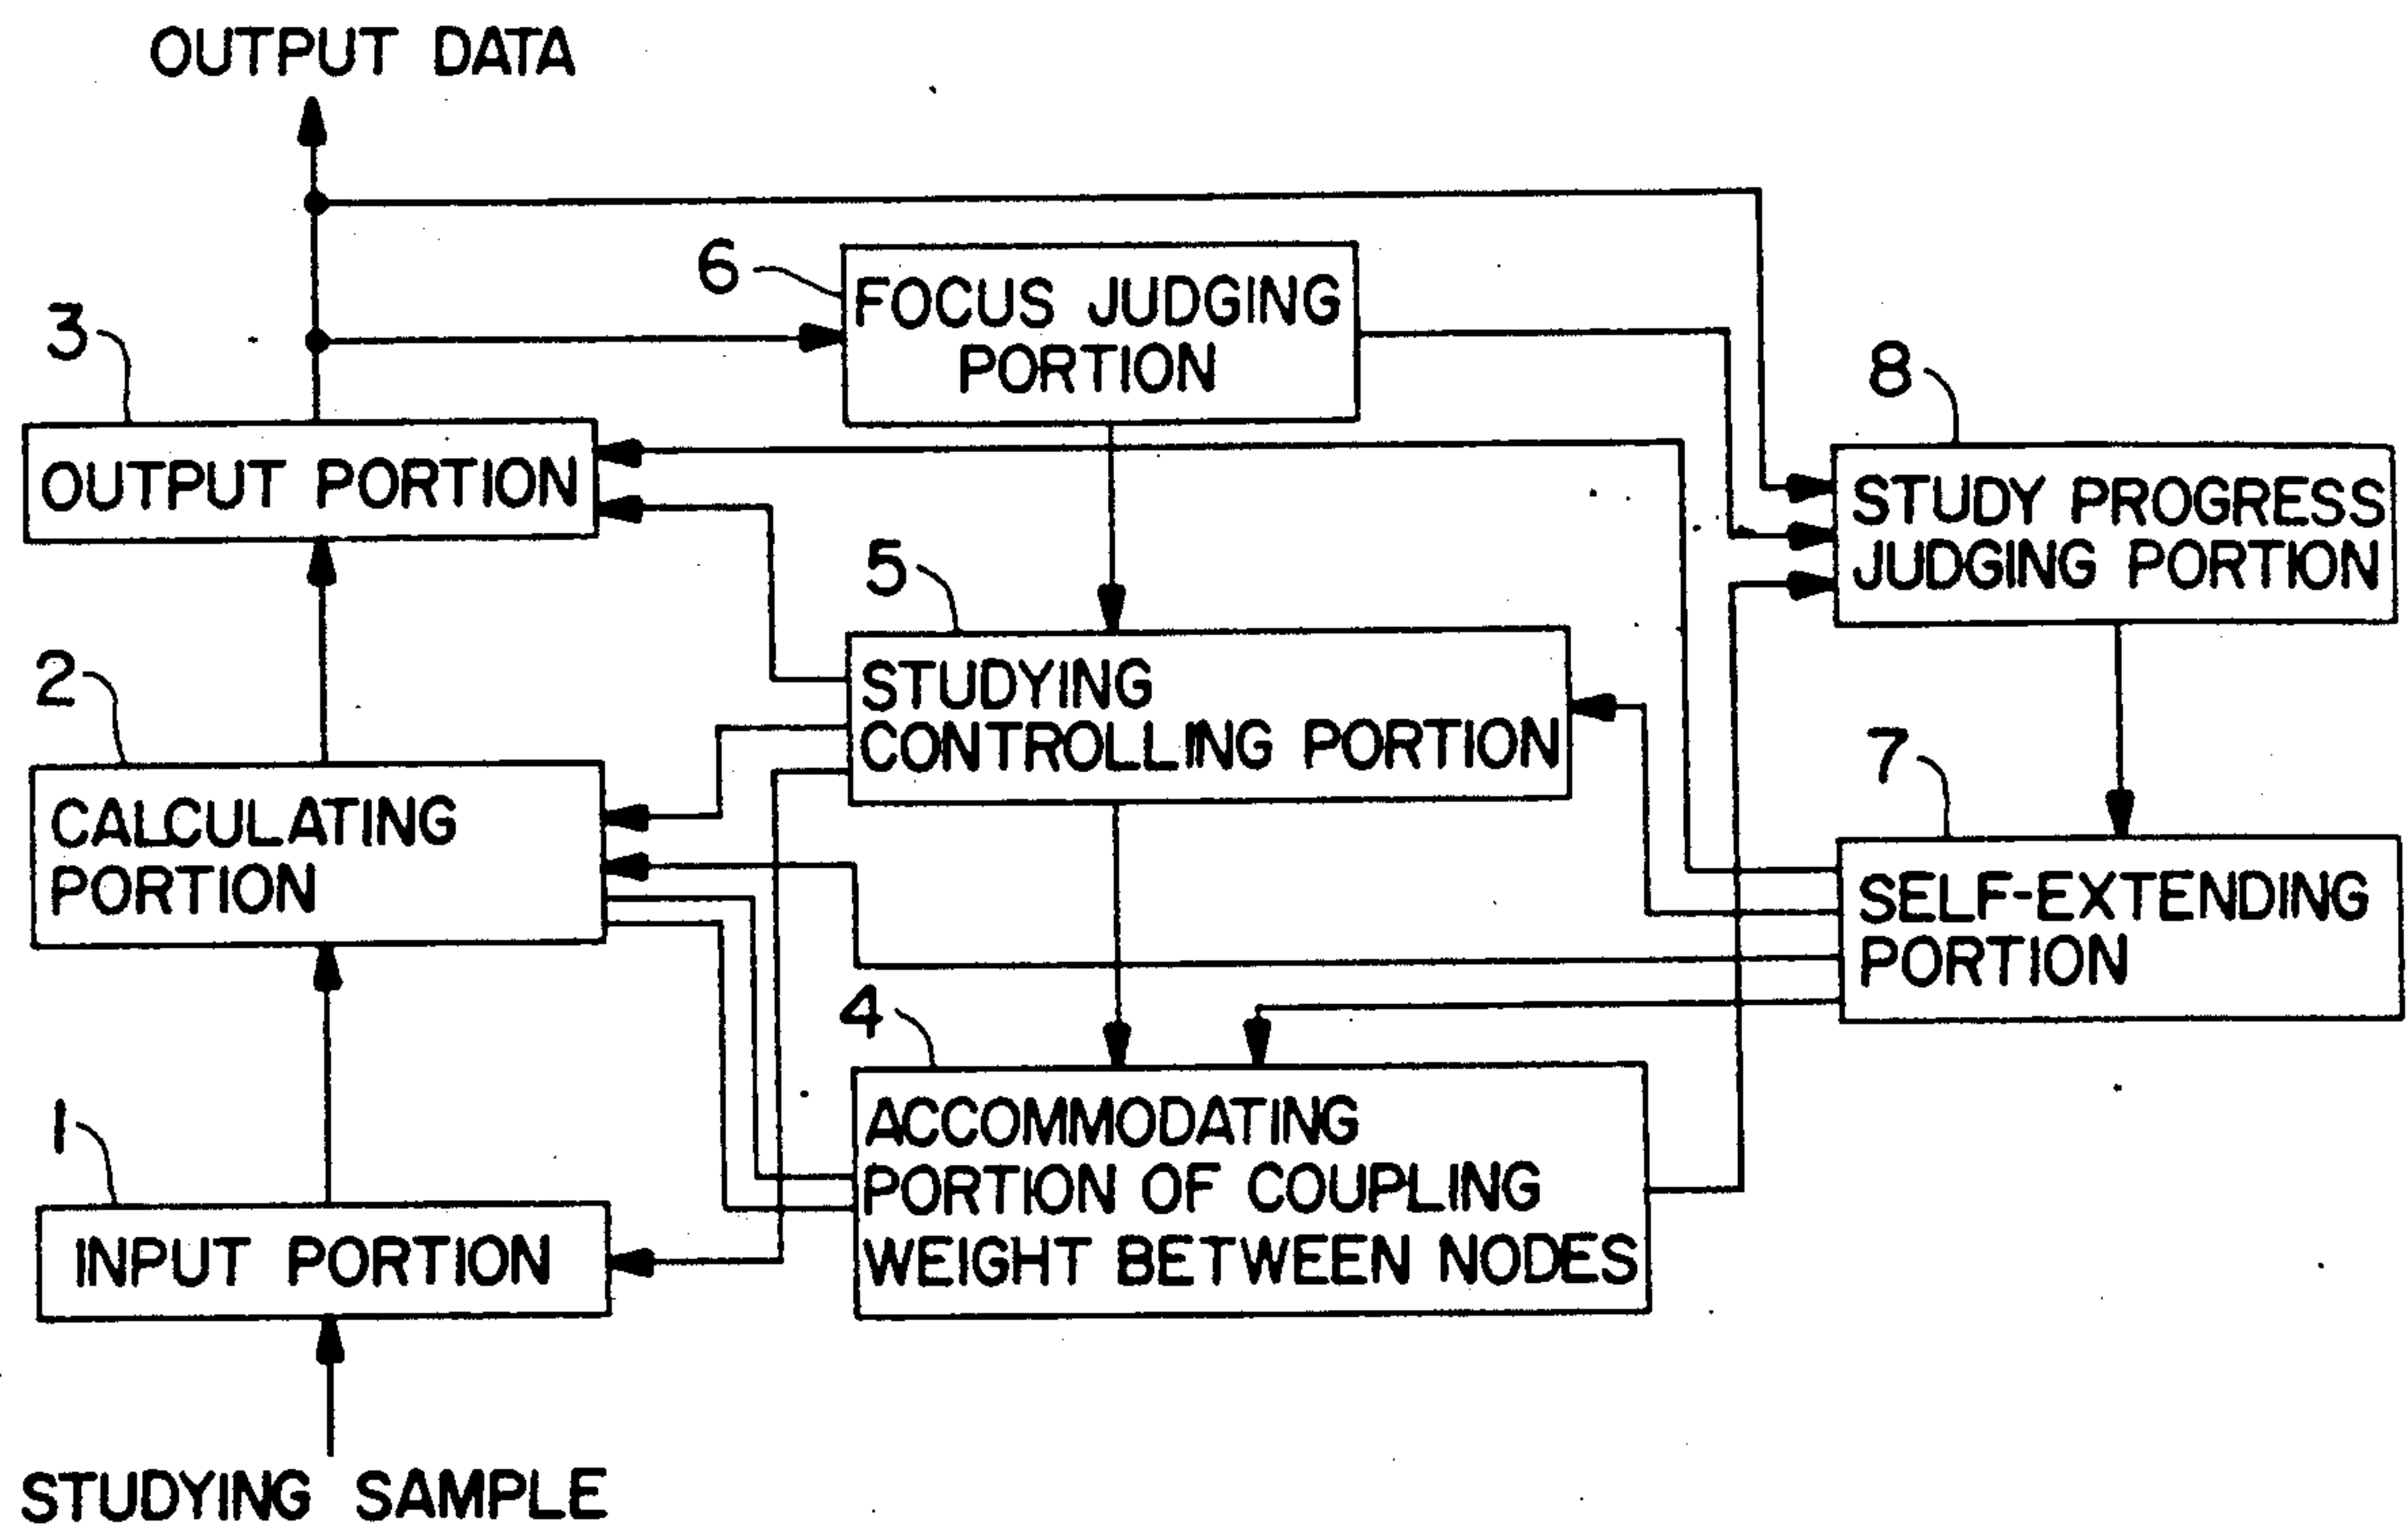 OUTPUT DATA
6
FOCUS JUDGING
PORTION
3
OUTPUT PORTION
8
STUDY PROGRESS
JUDGING PORTION
5
STUDYING
CONTROLLING PORTION
2
CALCULATING
PORTION
7
SELF-EXTENDING
PORTION
4
ACCOMMODATING
PORTION OF COUPLING
WEIGHT BETWEEN NODES
1
INPUT PORTION
STUDYING SAMPLE